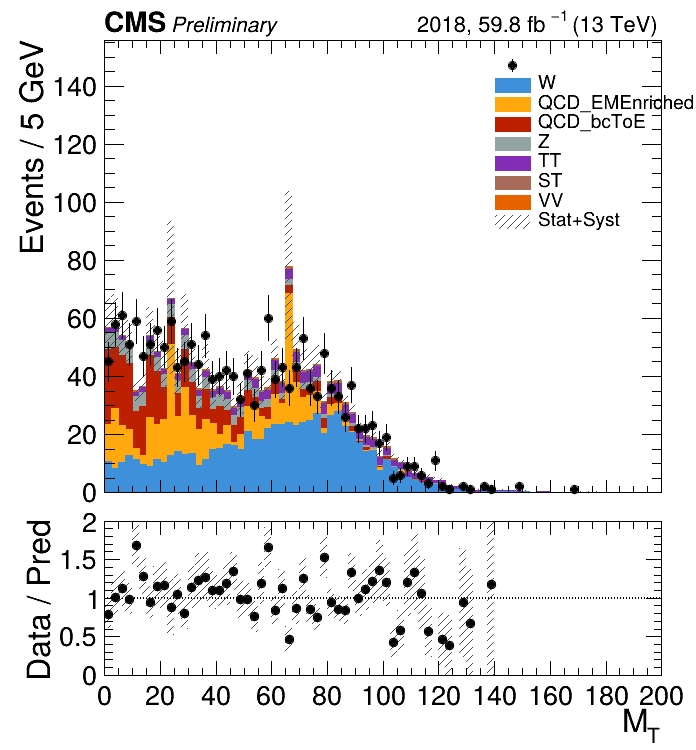 CMS Preliminary 2018, 59.8 fb⁻¹ (13 TeV)
Events / 5 GeV
140
120
100
80
60
40
20
0
W
QCD_EMEnriched
QCD_bcToE
Z
TT
ST
VV
Stat+Syst
Data / Pred
2
1.5
1
0.5
0
0 20 40 60 80 100 120 140 160 180 200
M_T